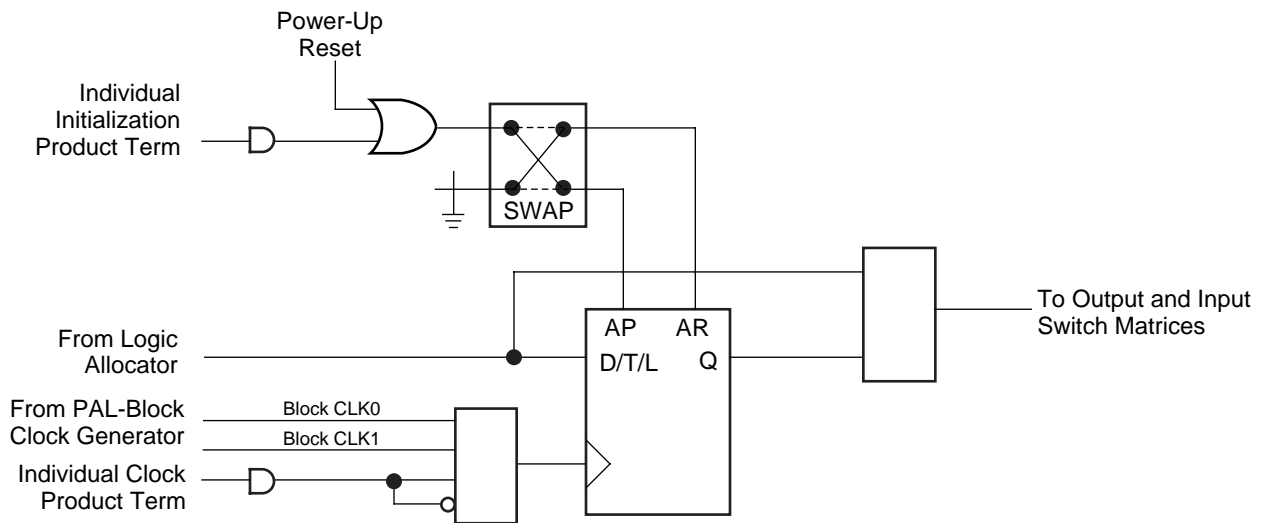 Power-Up
Reset
Individual
Initialization
Product Term
SWAP
To Output and Input
Switch Matrices
AP AR
From Logic
Allocator
D/T/L Q
From PAL-Block
Clock Generator
Block CLK0
Block CLK1
Individual Clock
Product Term